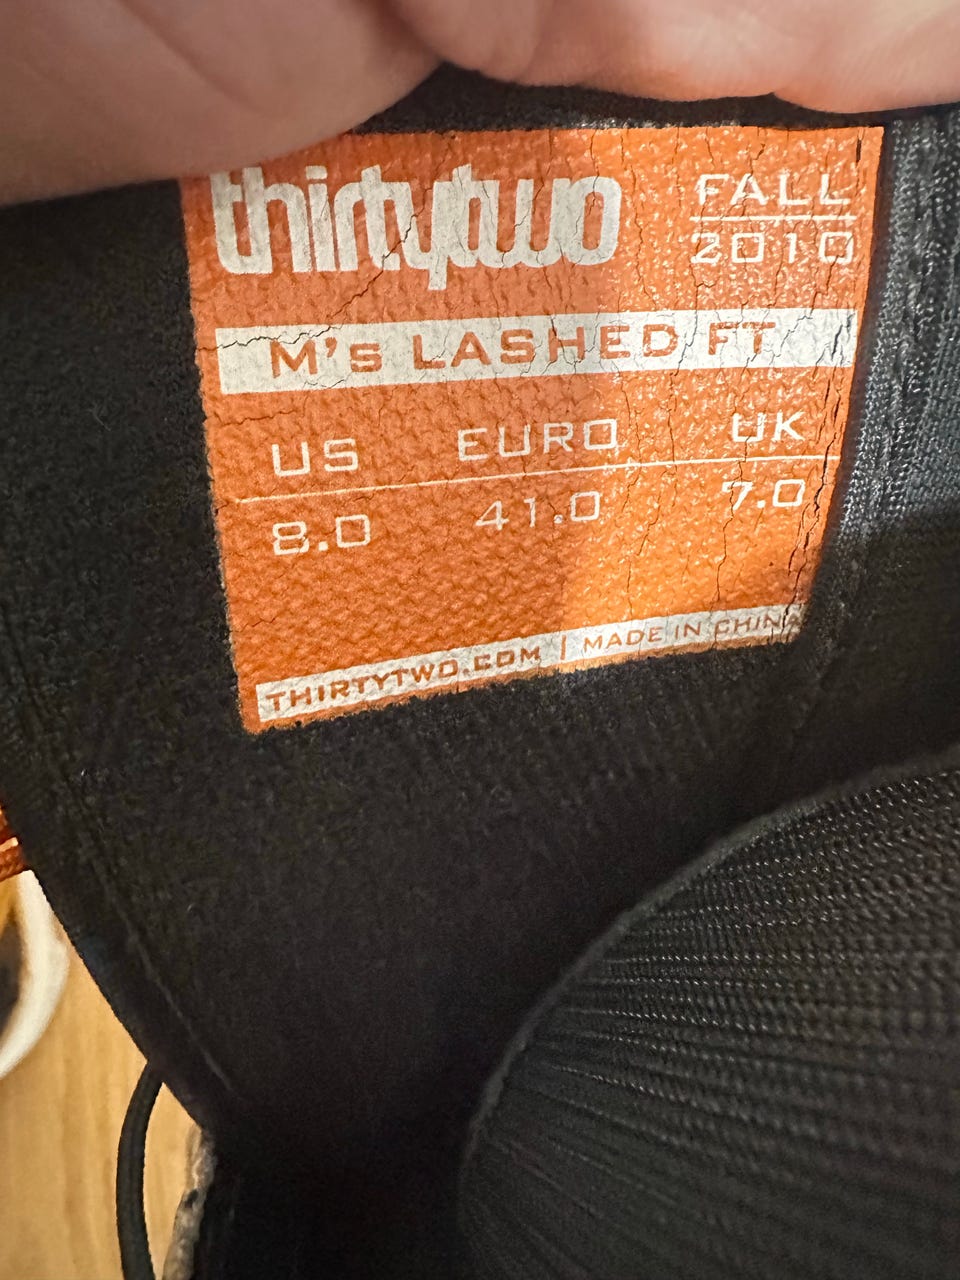 thirtytwo
FALL
2010
M's LASHED FT
US EURO UK
8.0 41.0 7.0
THIRTYTWO.COM | MADE IN CHINA